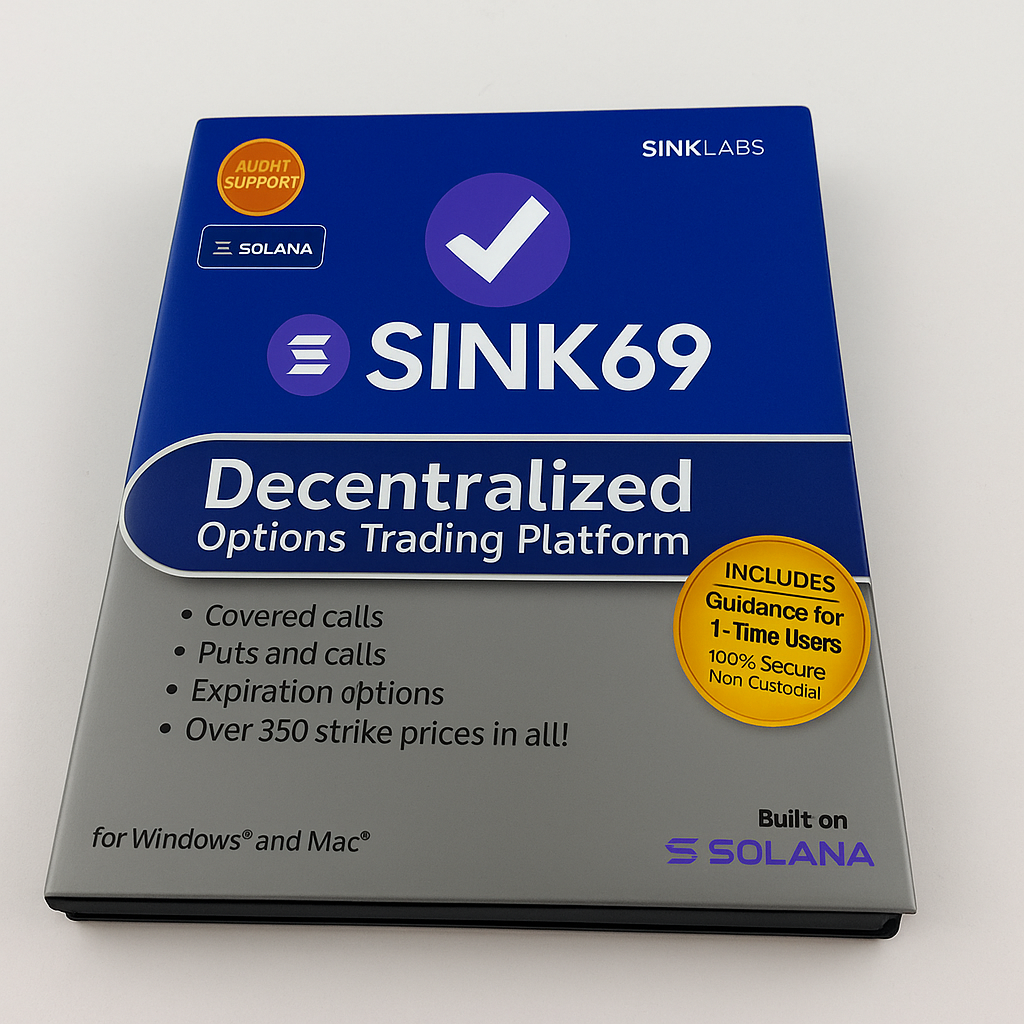 AUDHT
SUPPORT
SINKLABS
SOLANA
SINK69
Decentralized
Options Trading Platform
INCLUDES
Guidance for
1-Time Users
100% Secure
Non Custodial
• Covered calls
• Puts and calls
• Expiration options
• Over 350 strike prices in all!
for Windows® and Mac®
Built on
SOLANA